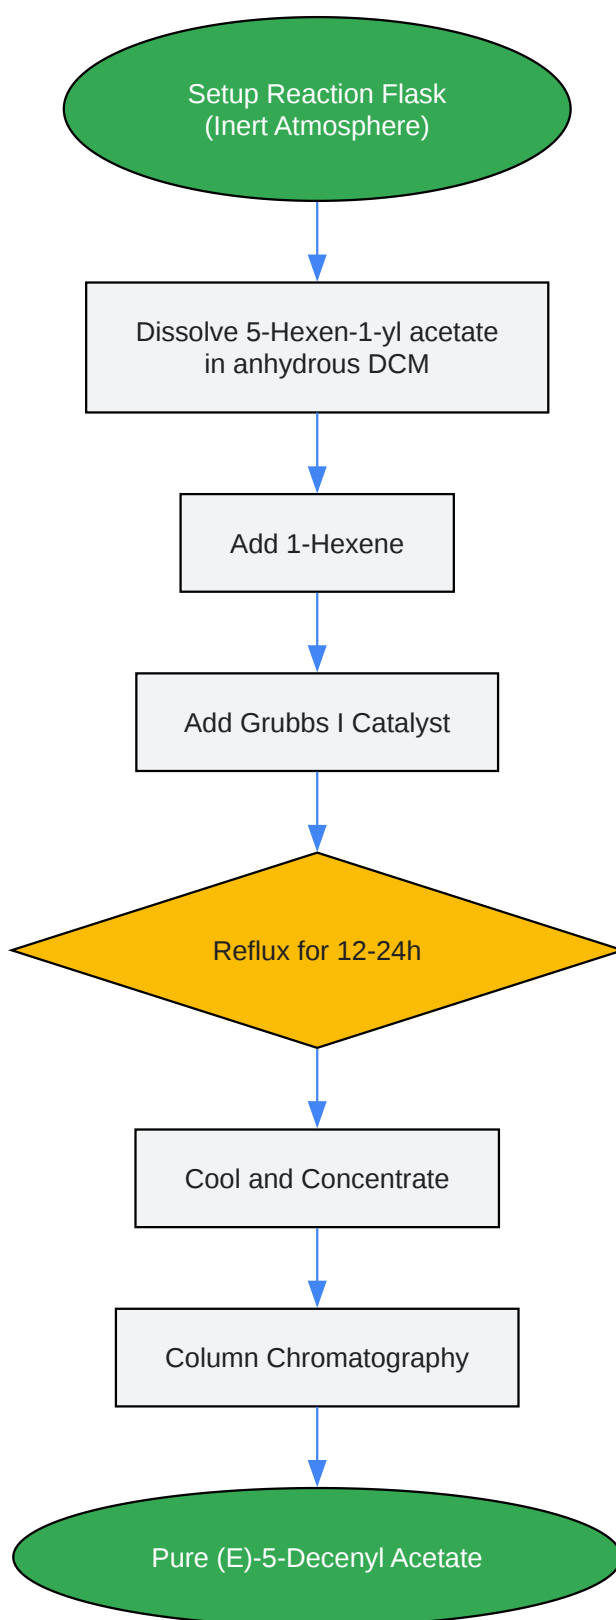 Setup Reaction Flask
(Inert Atmosphere)
Dissolve 5-Hexen-1-yl acetate
in anhydrous DCM
Add 1-Hexene
Add Grubbs I Catalyst
Reflux for 12-24h
Cool and Concentrate
Column Chromatography
Pure (E)-5-Decenyl Acetate